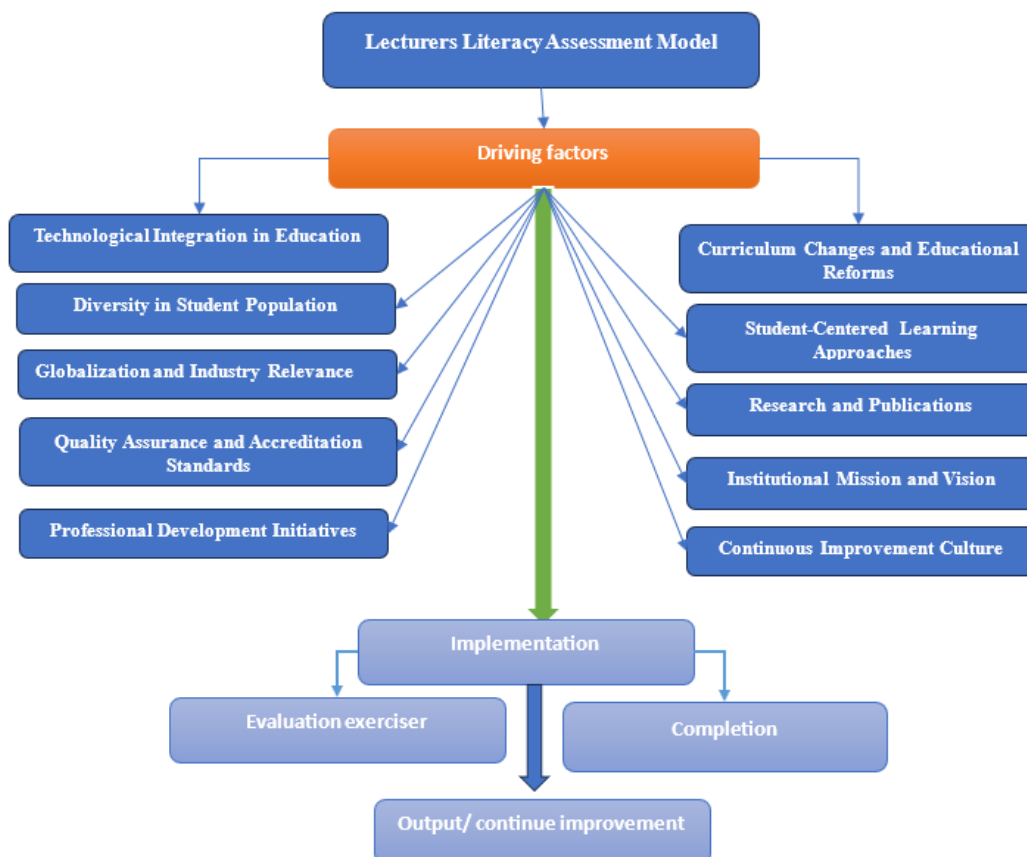 Lecturers Literacy Assessment Model
Driving factors
Technological Integration in Education
Diversity in Student Population
Globalization and Industry Relevance
Quality Assurance and Accreditation
Standards
Professional Development Initiatives
Curriculum Changes and Educational
Reforms
Student-Centered Learning
Approaches
Research and Publications
Institutional Mission and Vision
Continuous Improvement Culture
Implementation
Evaluation exerciser
Completion
Output/ continue improvement